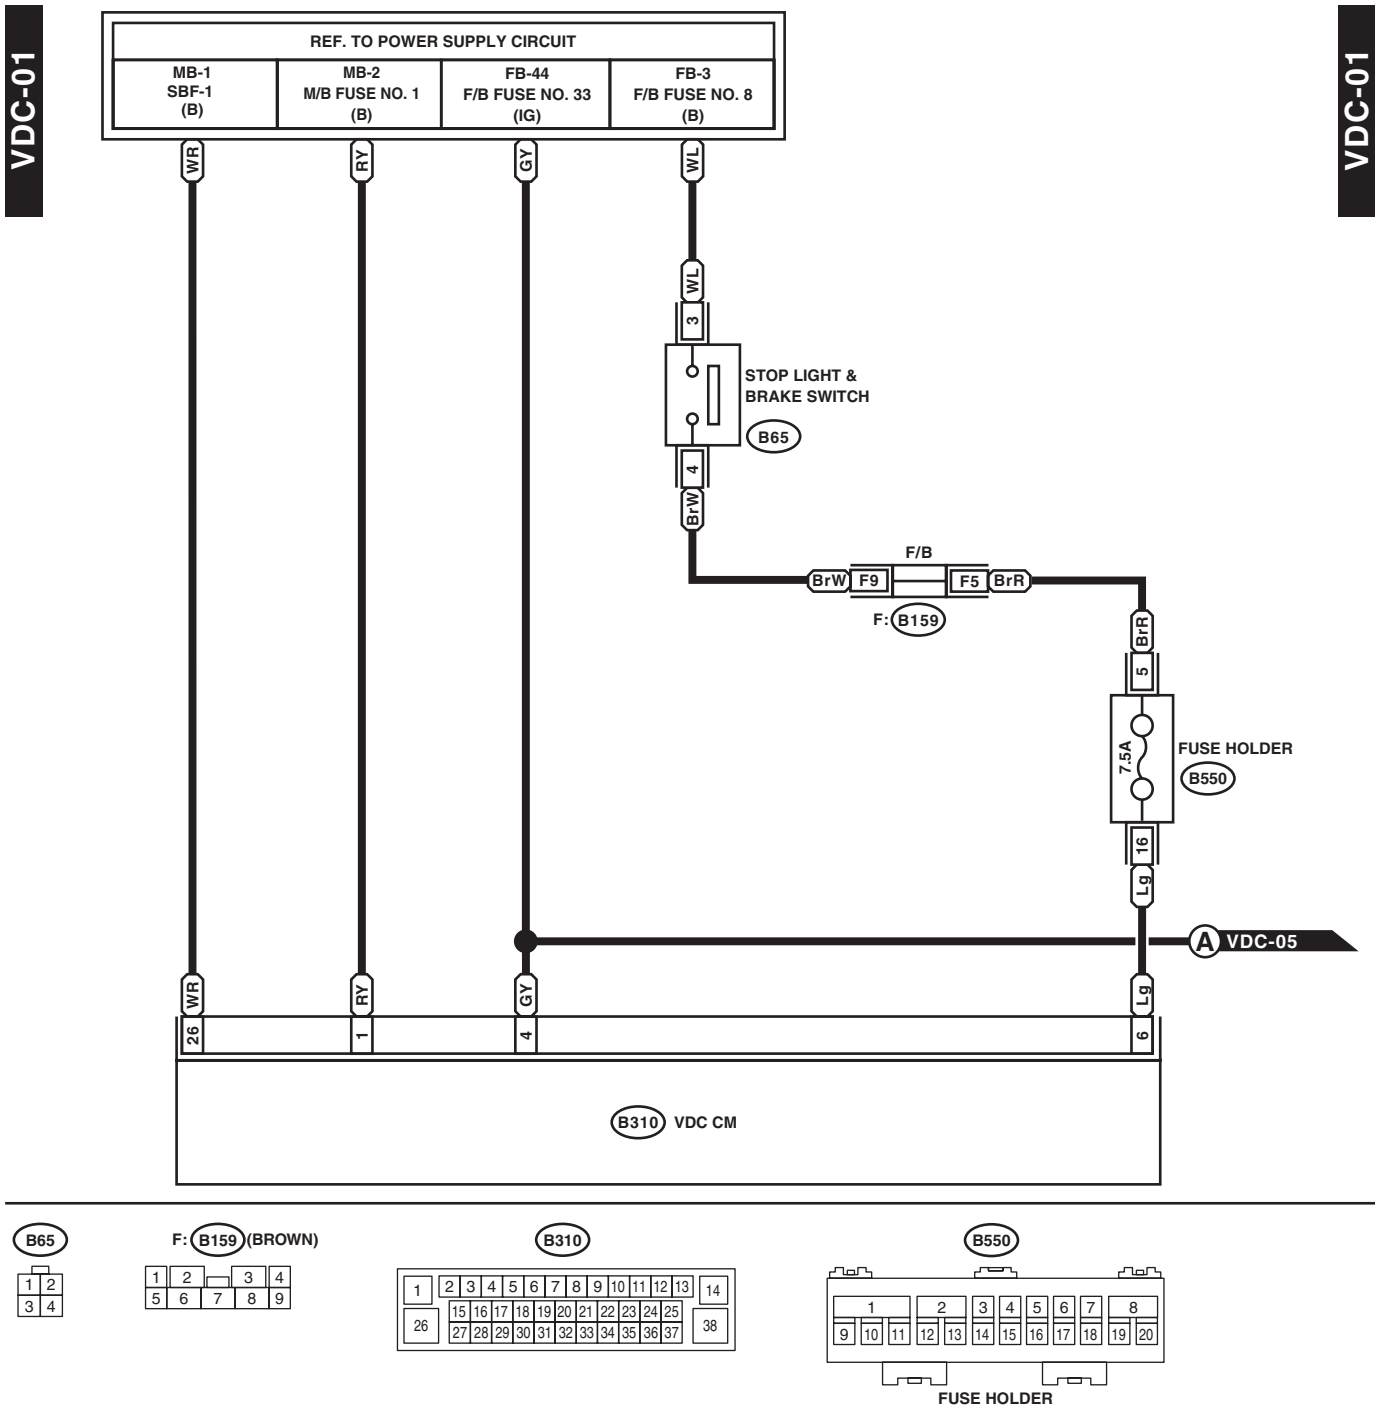 VDC-01
VDC-01
REF. TO POWER SUPPLY CIRCUIT
MB-1
SBF-1
(B)
MB-2
M/B FUSE NO. 1
(B)
FB-44
F/B FUSE NO. 33
(IG)
FB-3
F/B FUSE NO. 8
(B)
WR
RY
GY
WL
WL
3
STOP LIGHT &
BRAKE SWITCH
B65
4
BrW
F/B
BrW F9 F5 BrR
F: B159
BrR
5
7.5A
FUSE HOLDER
B550
16
Lg
A VDC-05
WR
RY
GY
Lg
26
1
4
6
B310 VDC CM
B65
1 2
3 4
F: B159 (BROWN)
1 2 3 4
5 6 7 8 9
B310
1 2 3 4 5 6 7 8 9 10 11 12 13 14
15 16 17 18 19 20 21 22 23 24 25
26 27 28 29 30 31 32 33 34 35 36 37 38
B550
1 2 3 4 5 6 7 8
9 10 11 12 13 14 15 16 17 18 19 20
FUSE HOLDER